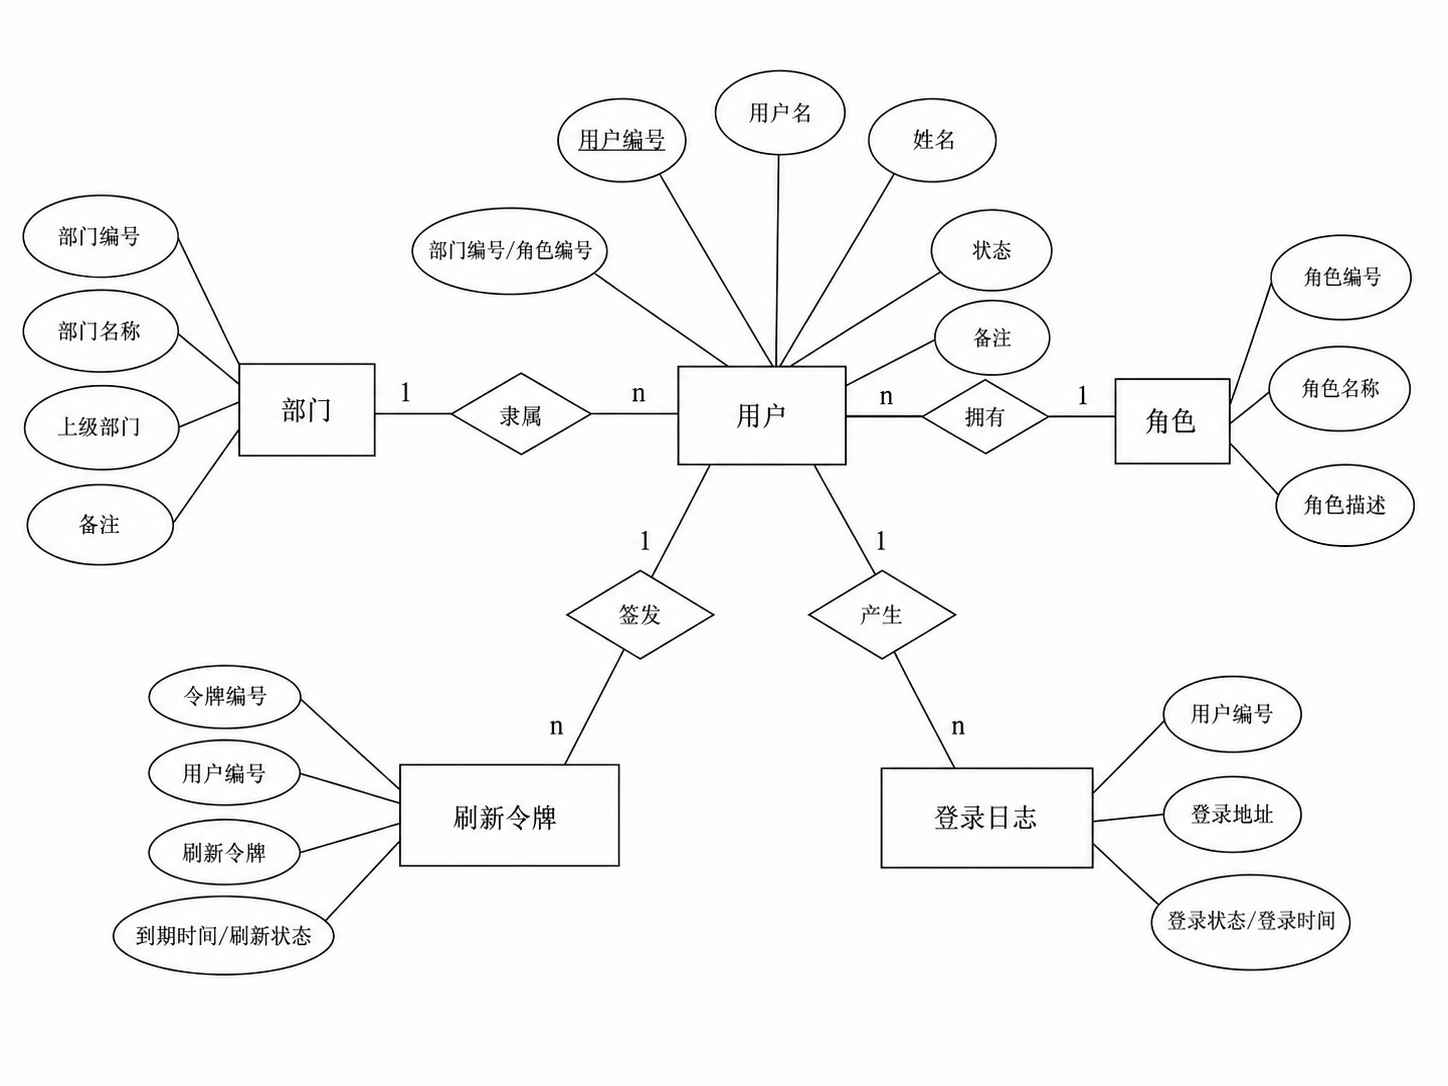 用户名
用户编号
姓名
部门编号
部门编号/角色编号
状态
角色编号
部门名称
备注
角色名称
部门
1
隶属
n
用户
n
拥有
1
角色
上级部门
角色描述
备注
1
1
签发
产生
令牌编号
n
n
用户编号
用户编号
刷新令牌
登录日志
登录地址
刷新令牌
到期时间/刷新状态
登录状态/登录时间